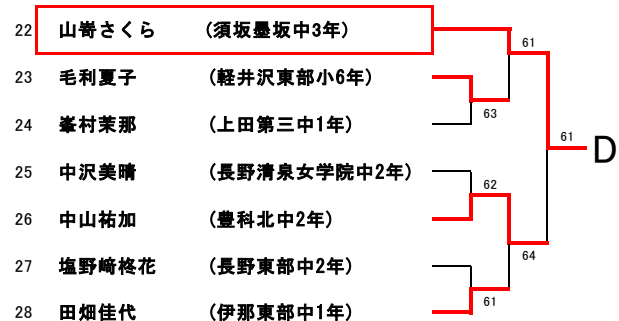 22 山嵜さくら (須坂墨坂中3年)
61
23 毛利夏子 (軽井沢東部小6年)
63
24 峯村茉那 (上田第三中1年)
61
D
25 中沢美晴 (長野清泉女学院中2年)
62
26 中山祐加 (豊科北中2年)
64
27 塩野﨑柊花 (長野東部中2年)
61
28 田畑佳代 (伊那東部中1年)